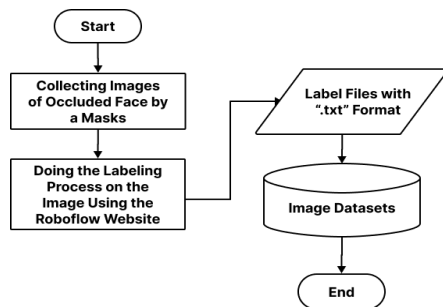 Start
Collecting Images
of Occluded Face by
a Masks
Doing the Labeling
Process on the
Image Using the
Roboflow Website
Label Files with
“.txt” Format
Image Datasets
End